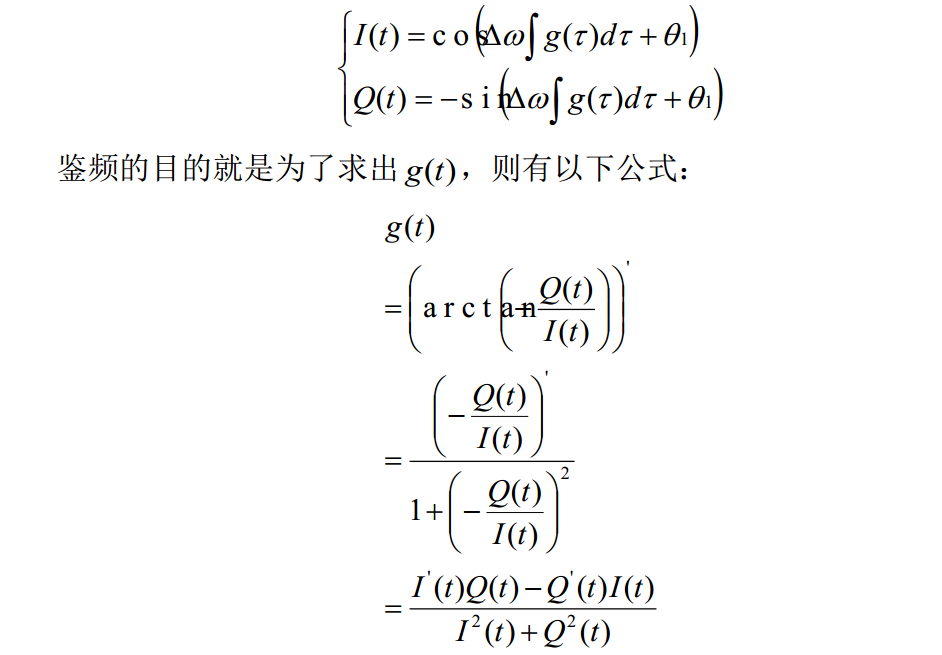 I(t) = cos(Δω∫g(τ)dτ + θ₁)
Q(t) = −sin(Δω∫g(τ)dτ + θ₁)
鉴频的目的就是为了求出 g(t)，则有以下公式：
g(t)
= (arctan(−Q(t)/I(t)))'
= (−Q(t)/I(t))' / (1+(−Q(t)/I(t))²)
= (I'(t)Q(t) − Q'(t)I(t)) / (I²(t) + Q²(t))